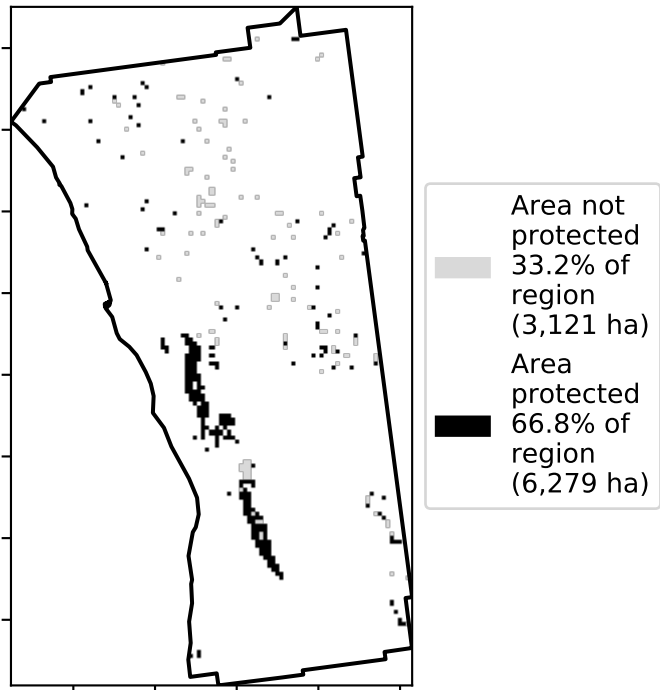 Area not
protected
33.2% of
region
(3,121 ha)
Area
protected
66.8% of
region
(6,279 ha)